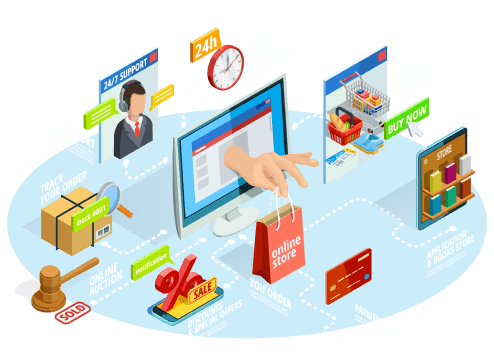 24h
24/7 SUPPORT
BUY NOW
STORE
TRACK
YOUR ORDER
track #001
online
store
ONLINE
AUCTION
SOLD
notification
%
SALE
DISCOUNTS
& SPECIAL OFFERS
YOU ORDER
APPLICATION
& BOOKS STORE